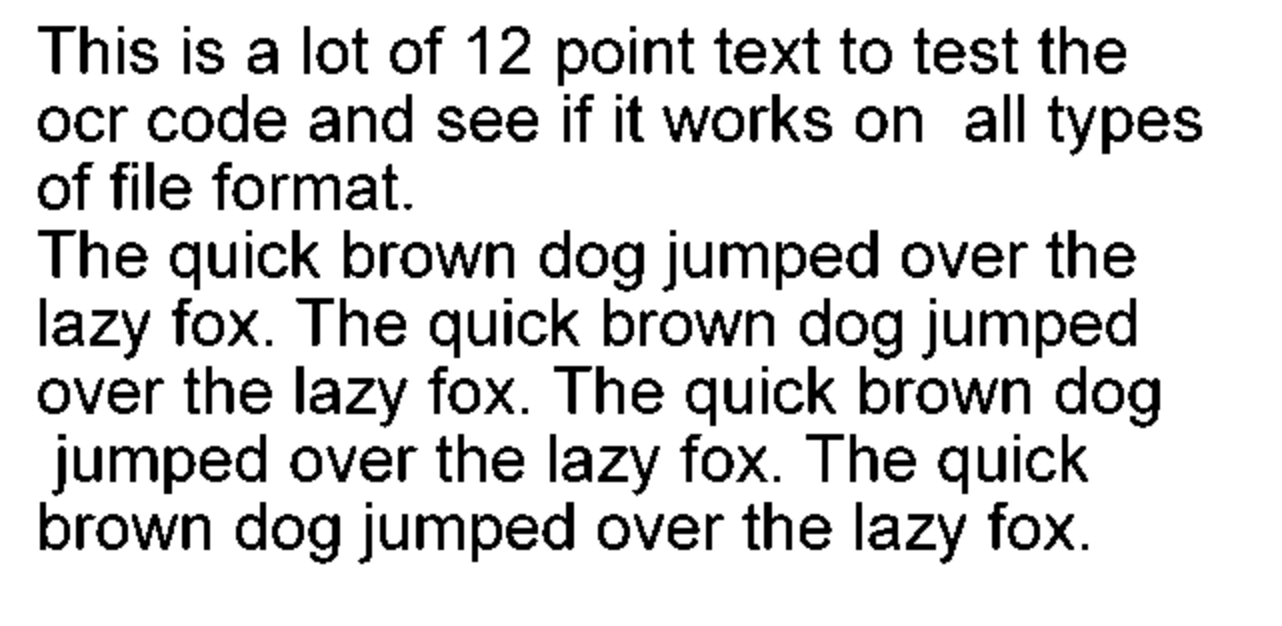 This is a lot of 12 point text to test the
ocr code and see if it works on  all types
of file format.
The quick brown dog jumped over the
lazy fox. The quick brown dog jumped
over the lazy fox. The quick brown dog
 jumped over the lazy fox. The quick
brown dog jumped over the lazy fox.